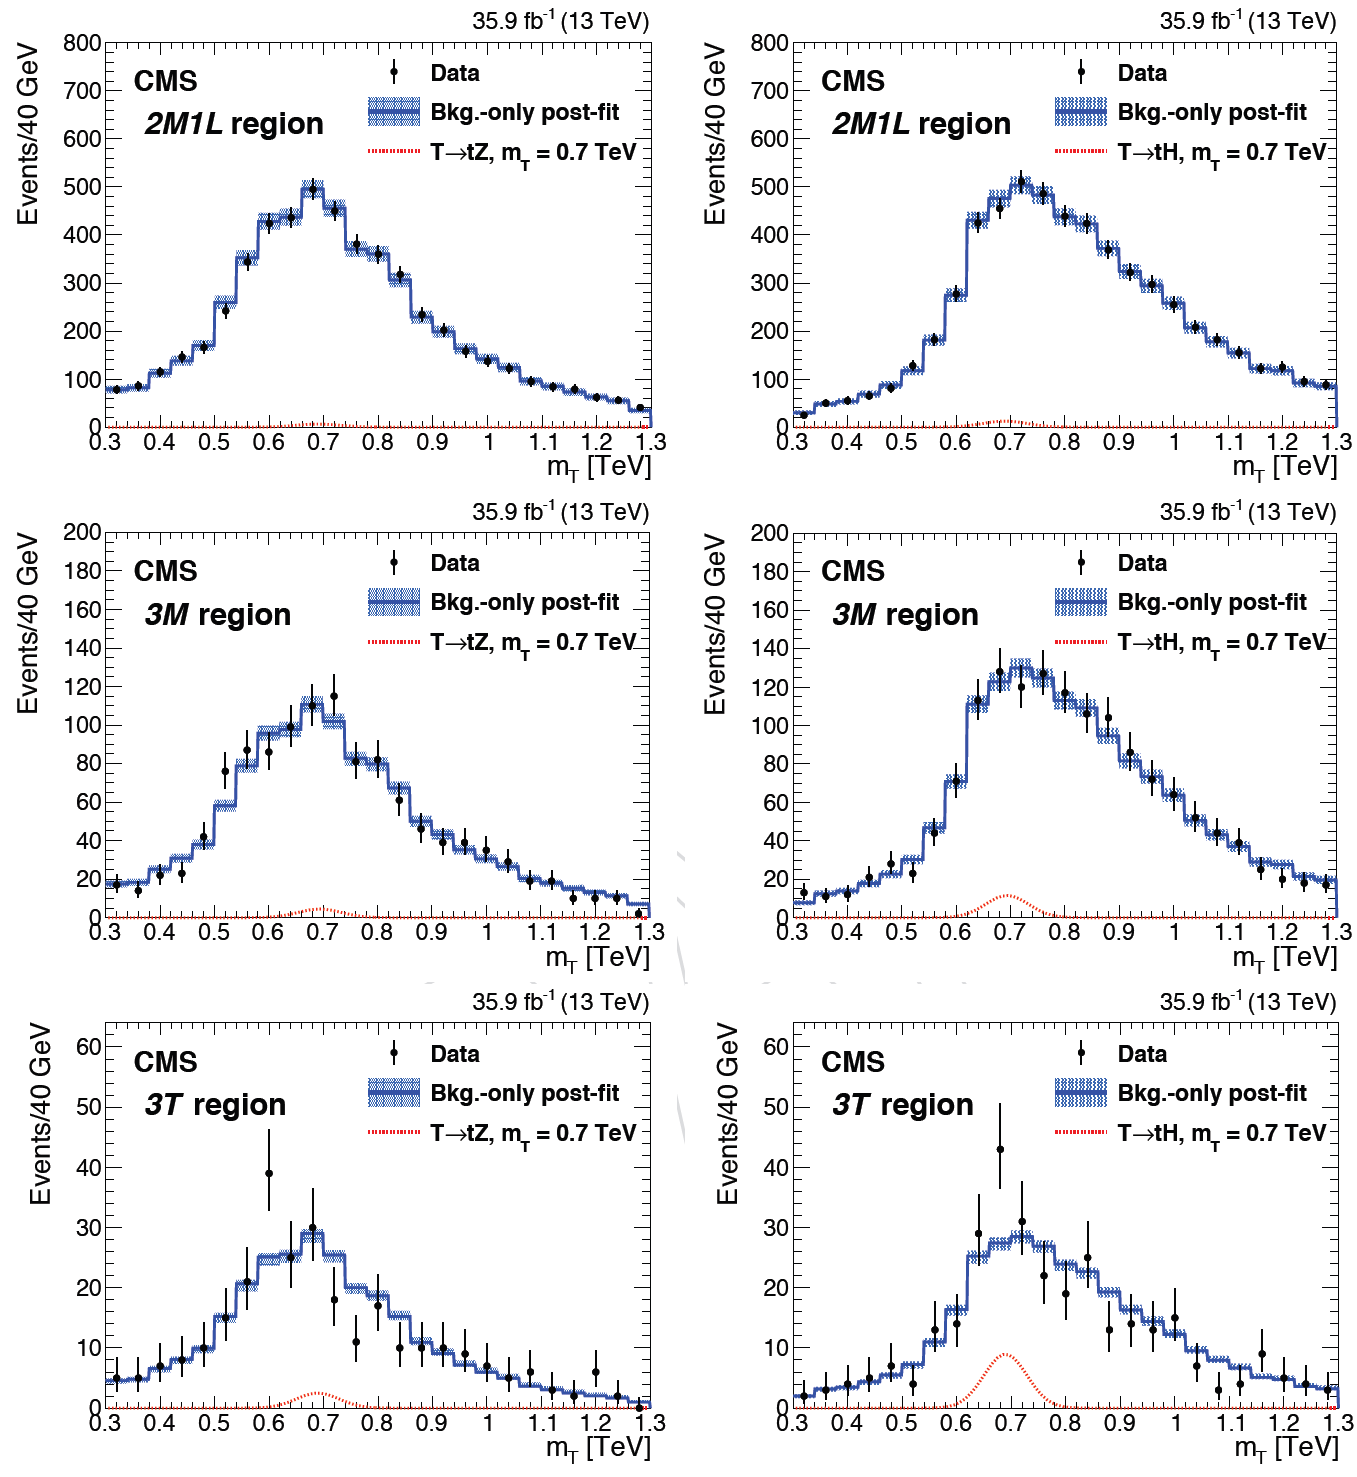 35.9 fb-1 (13 TeV)
Events/40 GeV
800
700
600
500
400
300
200
100
0
CMS
2M1L region
Data
Bkg.-only post-fit
T→tZ, mT = 0.7 TeV
0.3 0.4 0.5 0.6 0.7 0.8 0.9 1 1.1 1.2 1.3
mT [TeV]
35.9 fb-1 (13 TeV)
Events/40 GeV
800
700
600
500
400
300
200
100
0
CMS
2M1L region
Data
Bkg.-only post-fit
T→tH, mT = 0.7 TeV
0.3 0.4 0.5 0.6 0.7 0.8 0.9 1 1.1 1.2 1.3
mT [TeV]
35.9 fb-1 (13 TeV)
Events/40 GeV
200
180
160
140
120
100
80
60
40
20
0
CMS
3M region
Data
Bkg.-only post-fit
T→tZ, mT = 0.7 TeV
0.3 0.4 0.5 0.6 0.7 0.8 0.9 1 1.1 1.2 1.3
mT [TeV]
35.9 fb-1 (13 TeV)
Events/40 GeV
200
180
160
140
120
100
80
60
40
20
0
CMS
3M region
Data
Bkg.-only post-fit
T→tH, mT = 0.7 TeV
0.3 0.4 0.5 0.6 0.7 0.8 0.9 1 1.1 1.2 1.3
mT [TeV]
35.9 fb-1 (13 TeV)
Events/40 GeV
60
50
40
30
20
10
0
CMS
3T region
Data
Bkg.-only post-fit
T→tZ, mT = 0.7 TeV
0.3 0.4 0.5 0.6 0.7 0.8 0.9 1 1.1 1.2 1.3
mT [TeV]
35.9 fb-1 (13 TeV)
Events/40 GeV
60
50
40
30
20
10
0
CMS
3T region
Data
Bkg.-only post-fit
T→tH, mT = 0.7 TeV
0.3 0.4 0.5 0.6 0.7 0.8 0.9 1 1.1 1.2 1.3
mT [TeV]